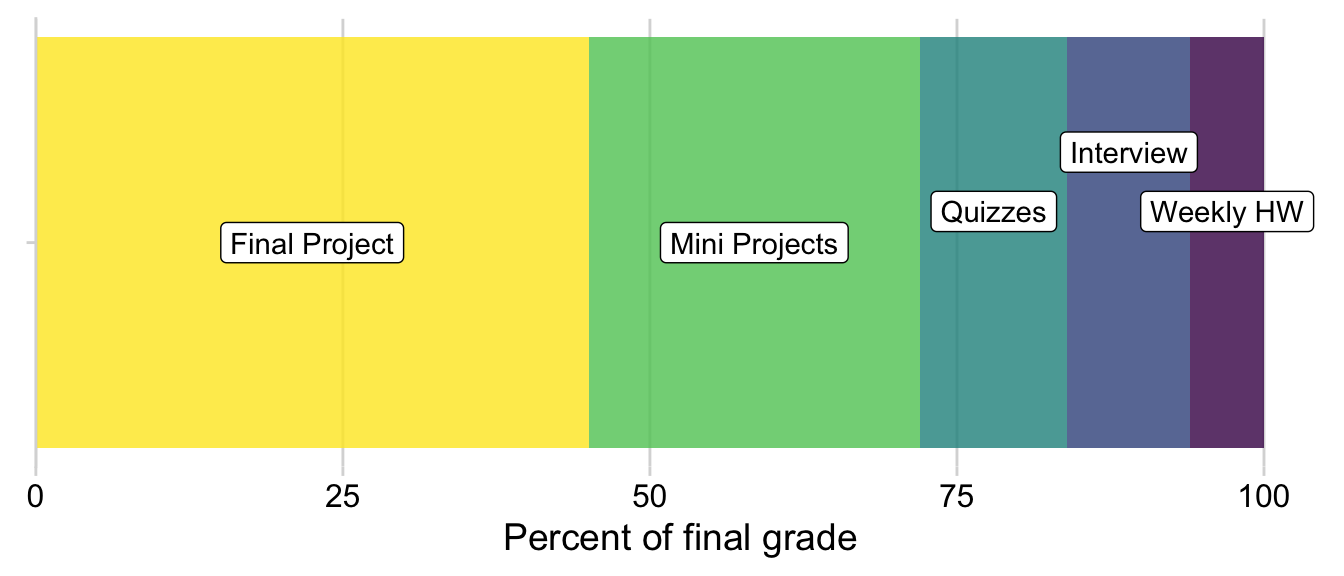 Interview
Quizzes
Weekly HW
Final Project
Mini Projects
0
25
50
75
100
Percent of final grade